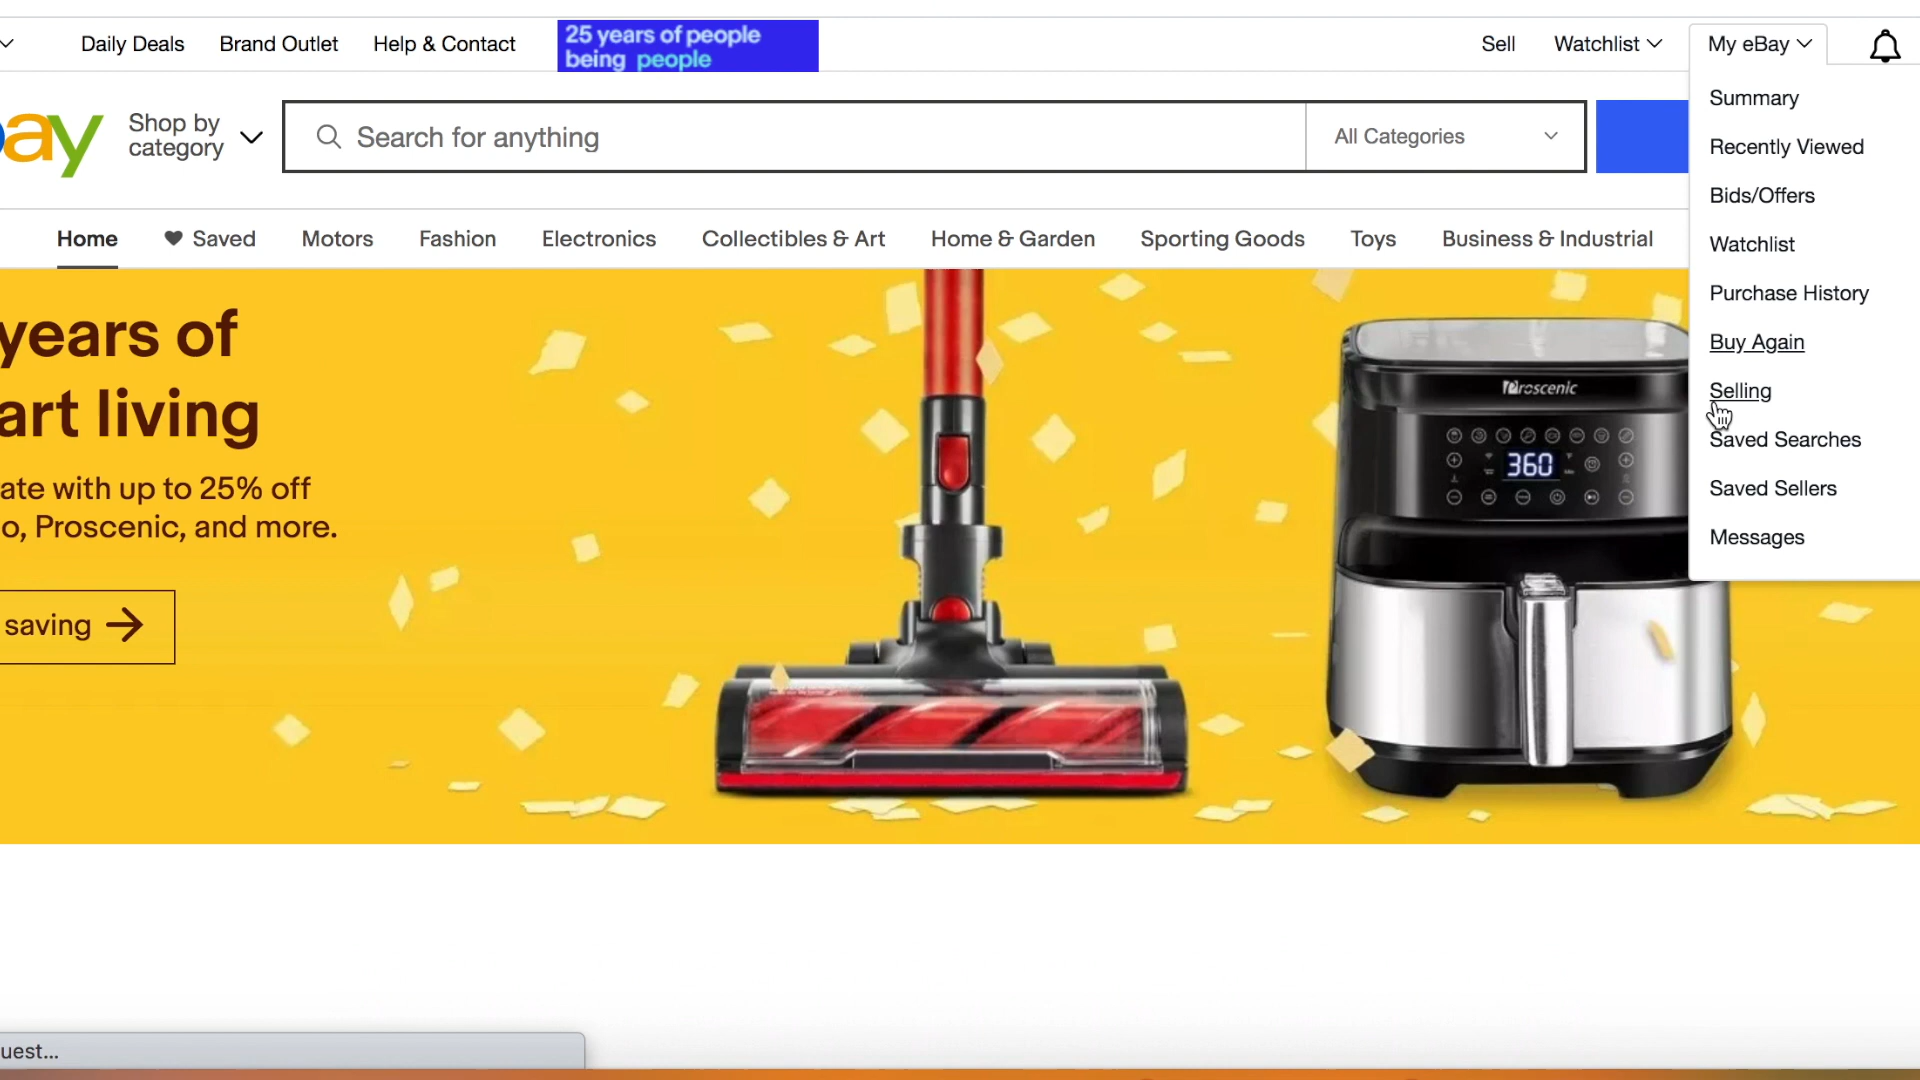 Daily Deals
Brand Outlet
Help & Contact
25 years of people
being people
Sell
Watchlist
My eBay
ay
Shop by
category
Search for anything
All Categories
Summary
Recently Viewed
Bids/Offers
Watchlist
Purchase History
Buy Again
Selling
Saved Searches
Saved Sellers
Messages
Home
Saved
Motors
Fashion
Electronics
Collectibles & Art
Home & Garden
Sporting Goods
Toys
Business & Industrial
years of
art living
ate with up to 25% off
o, Proscenic, and more.
saving
Proscenic
360
uest...